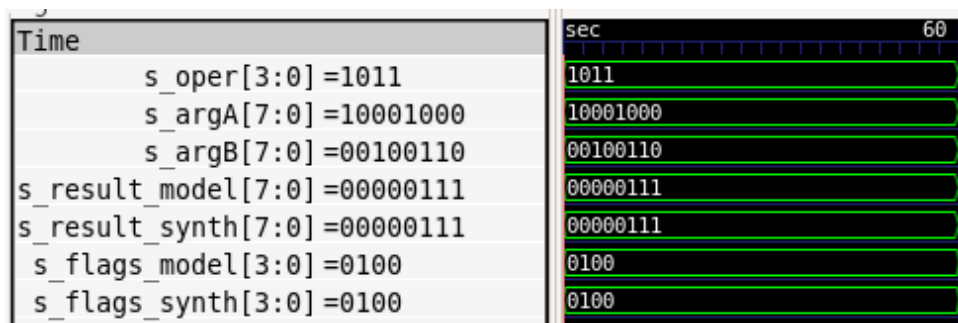 Time sec 60
s_oper[3:0]=1011 1011
s_argA[7:0]=10001000 10001000
s_argB[7:0]=00100110 00100110
s_result_model[7:0]=00000111 00000111
s_result_synth[7:0]=00000111 00000111
s_flags_model[3:0]=0100 0100
s_flags_synth[3:0]=0100 0100